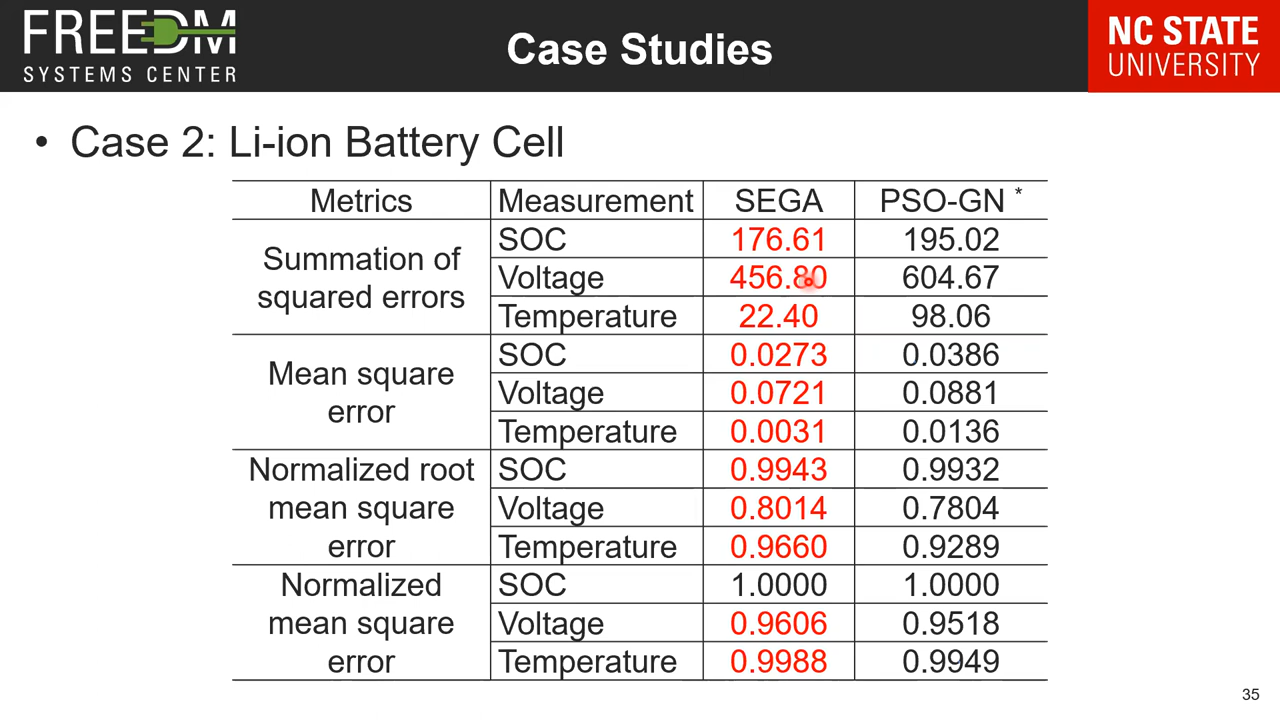 FREEDM
SYSTEMS CENTER
Case Studies
NC STATE
UNIVERSITY
• Case 2: Li-ion Battery Cell
Metrics Measurement SEGA PSO-GN *
Summation of squared errors SOC 176.61 195.02
Voltage 456.80 604.67
Temperature 22.40 98.06
Mean square error SOC 0.0273 0.0386
Voltage 0.0721 0.0881
Temperature 0.0031 0.0136
Normalized root mean square error SOC 0.9943 0.9932
Voltage 0.8014 0.7804
Temperature 0.9660 0.9289
Normalized mean square error SOC 1.0000 1.0000
Voltage 0.9606 0.9518
Temperature 0.9988 0.9949
35